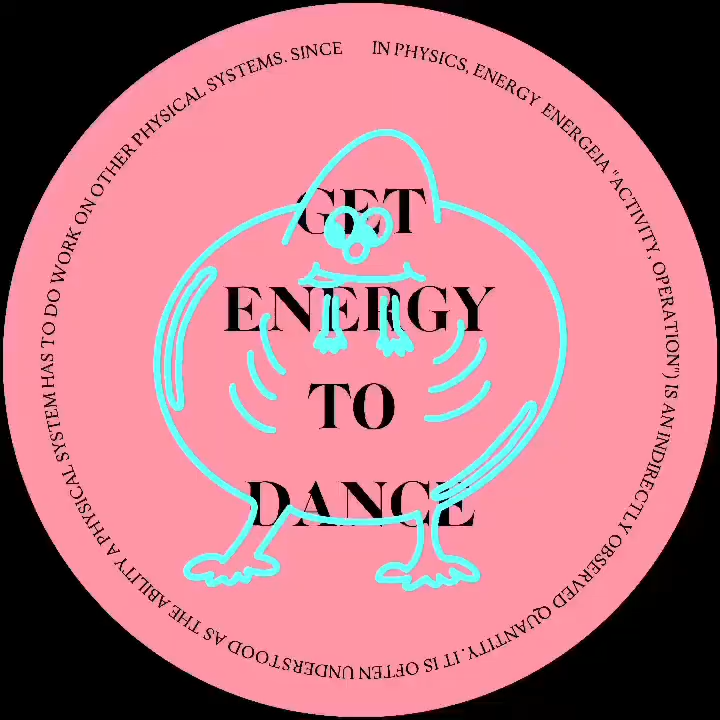 GET
ENERGY
TO
DANCE
IN PHYSICS, ENERGY ENERGEIA "ACTIVITY, OPERATION") IS AN INDIRECTLY OBSERVED QUANTITY. IT IS OFTEN UNDERSTOOD AS THE ABILITY A PHYSICAL SYSTEM HAS TO DO WORK ON OTHER PHYSICAL SYSTEMS. SINCE